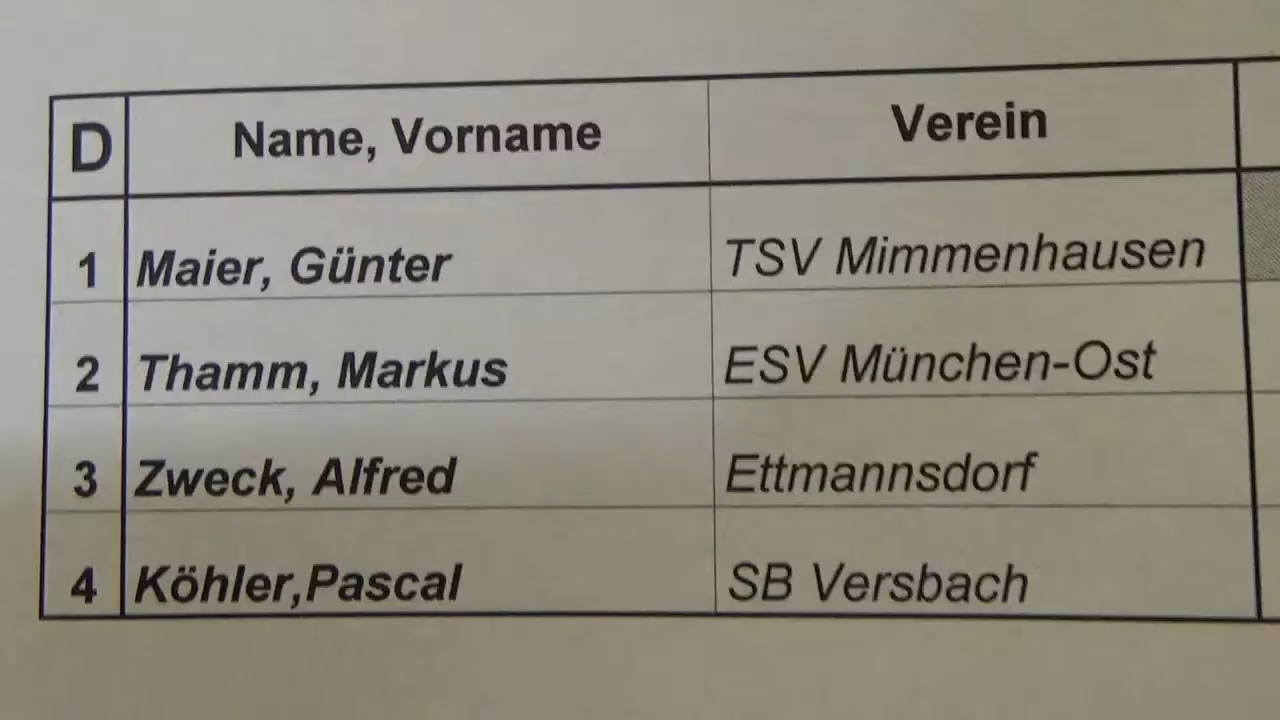 D Name, Vorname Verein
1 Maier, Günter TSV Mimmenhausen
2 Thamm, Markus ESV München-Ost
3 Zweck, Alfred Ettmannsdorf
4 Köhler,Pascal SB Versbach